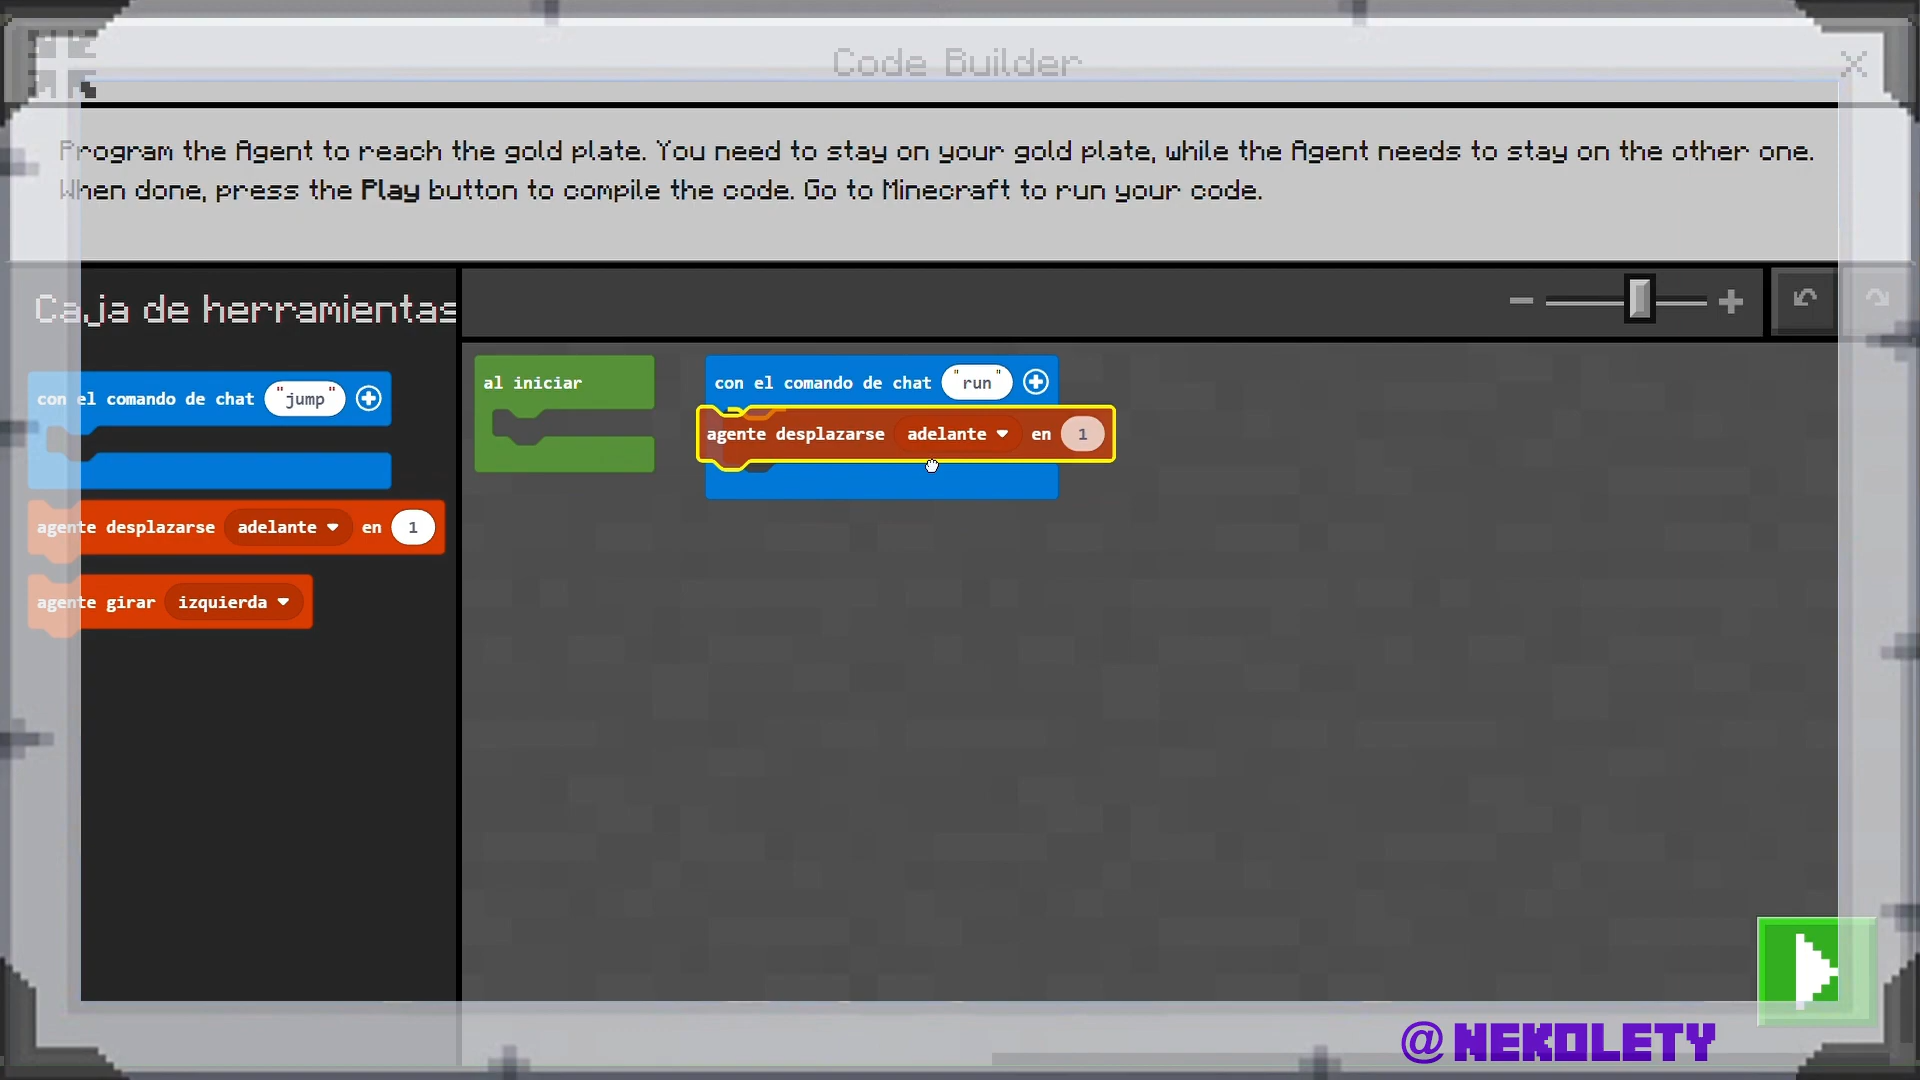 Code Builder
Program the Agent to reach the gold plate. You need to stay on your gold plate, while the Agent needs to stay on the other one.
When done, press the Play button to compile the code. Go to Minecraft to run your code.
Caja de herramientas
con el comando de chat "jump"
agente desplazarse adelante en 1
agente girar izquierda
al iniciar
con el comando de chat "run"
agente desplazarse adelante en 1
@NEKOLETY